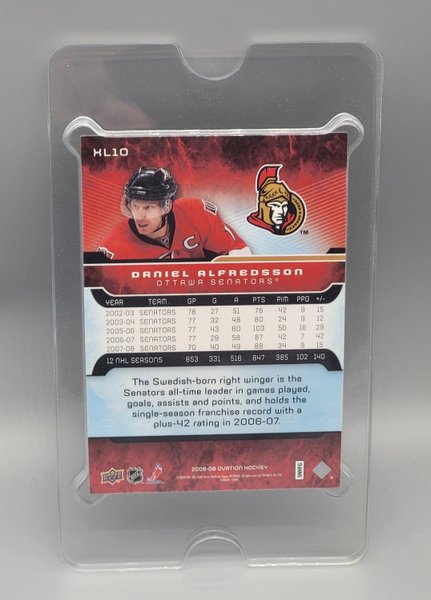 XL10
TM
DANIEL ALFREDSSON
OTTAWA SENATORS®
YEAR TEAM GP G A PTS PIM PPG +/-
2002-03 SENATORS 78 27 51 78 42 9 15
2003-04 SENATORS 77 32 48 80 24 9 12
2005-06 SENATORS 77 43 60 103 50 16 29
2006-07 SENATORS 77 29 58 87 42 9 42
2007-08 SENATORS 70 40 49 89 34 9 15
12 NHL SEASONS 853 331 516 847 385 102 140
The Swedish-born right winger is the
Senators all-time leader in games played,
goals, assists and points, and holds the
single-season franchise record with a
plus-42 rating in 2006-07.
2008-09 OVATION HOCKEY